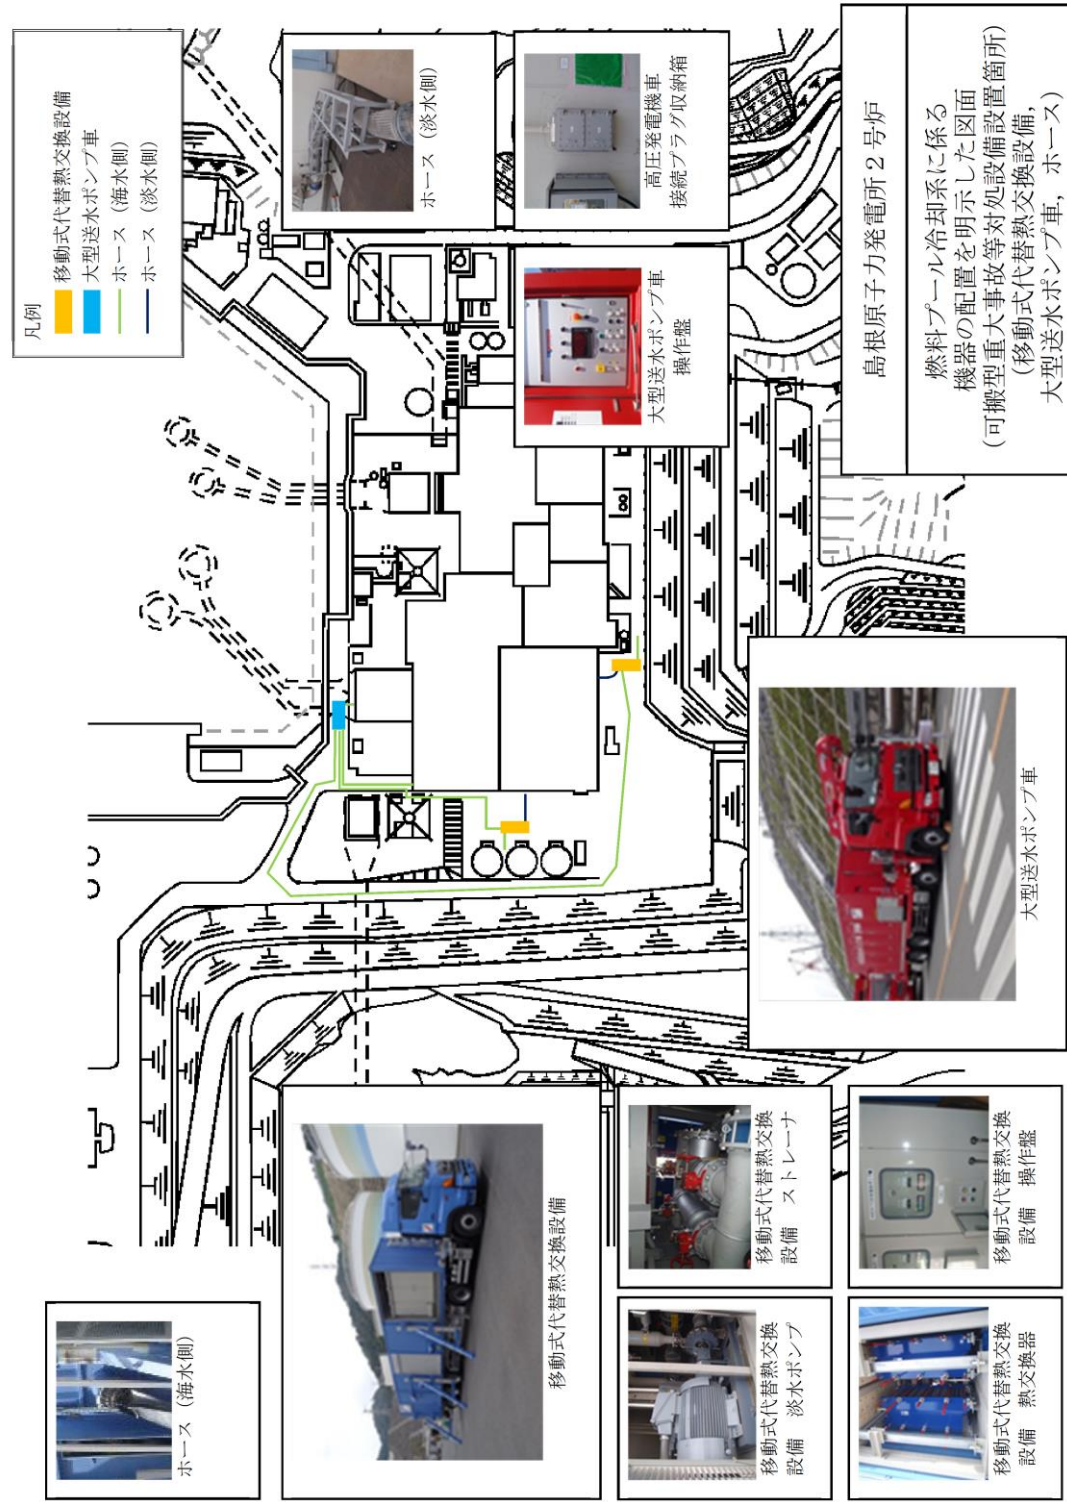 凡例
移動式代替熱交換設備
大型送水ポンプ車
ホース（海水側）
ホース（淡水側）
ホース（海水側）
移動式代替熱交換設備
ホース（淡水側）
高圧発電機車
接続プラグ収納箱
大型送水ポンプ車
操作盤
移動式代替熱交換
設備　淡水ポンプ
移動式代替熱交換
設備　ストレーナ
移動式代替熱交換
設備　熱交換器
移動式代替熱交換
設備　操作盤
大型送水ポンプ車
島根原子力発電所２号炉
燃料プール冷却系に係る
機器の配置を明示した図面
(可搬型重大事故等対処設備設置箇所)
(移動式代替熱交換設備,
大型送水ポンプ車，ホース)